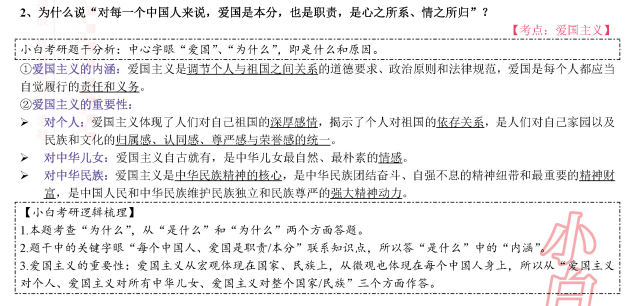 2、为什么说“对每一个中国人来说，爱国是本分，也是职责，是心之所系、情之所归”？
【考点：爱国主义】
小白考研题干分析：中心字眼“爱国”、“为什么”，即是什么和原因。
①爱国主义的内涵：爱国主义是调节个人与祖国之间关系的道德要求、政治原则和法律规范，爱国是每个人都应当
自觉履行的责任和义务。
②爱国主义的重要性：
➢ 对个人：爱国主义体现了人们对自己祖国的深厚感情，揭示了个人对祖国的依存关系，是人们对自己家园以及
民族和文化的归属感、认同感、尊严感与荣誉感的统一。
➢ 对中华儿女：爱国主义自古就有，是中华儿女最自然、最朴素的情感。
➢ 对中华民族：爱国主义是中华民族精神的核心，是中华民族团结奋斗、自强不息的精神纽带和最重要的精神财
富，是中国人民和中华民族维护民族独立和民族尊严的强大精神动力。
【小白考研逻辑梳理】
1.本题考查“为什么”，从“是什么”和“为什么”两个方面答题。
2.题干中的关键字眼“每个中国人、爱国是职责/本分”联系知识点，所以答“是什么”中的“内涵”。
3.爱国主义的重要性：爱国主义从宏观体现在国家、民族上，从微观也体现在每个中国人身上，所以从“爱国主义
对个人、爱国主义对所有中华儿女、爱国主义对整个国家/民族”三个方面作答。
小白